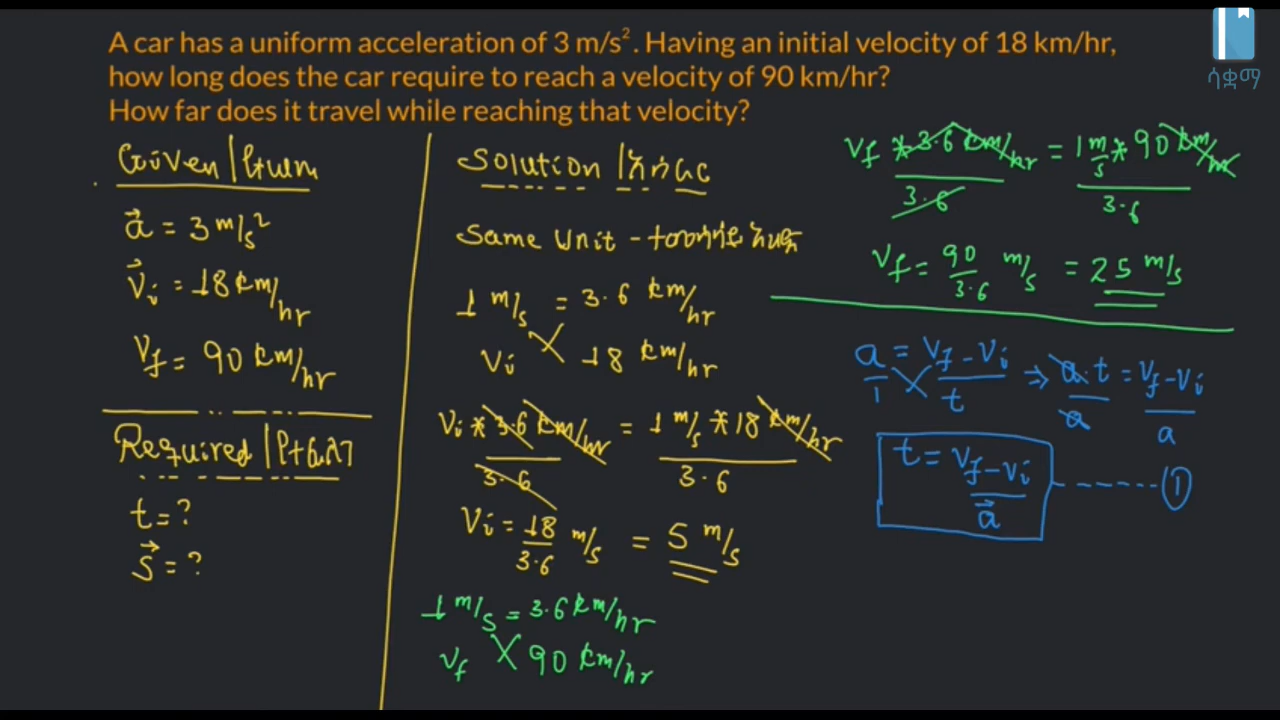 A car has a uniform acceleration of 3 m/s². Having an initial velocity of 18 km/hr,
how long does the car require to reach a velocity of 90 km/hr?
How far does it travel while reaching that velocity?
ሳቋማ
Given |
a⃗ = 3 m/s²
v⃗i = 18 km/hr
Vf = 90 km/hr
Required |
t = ?
S⃗ = ?
Solution |
Same Unit -
1 m/s = 3.6 km/hr
Vi 18 km/hr
Vi * 3.6 km/hr / 3.6 = 1 m/s * 18 km/hr / 3.6
Vi = 18/3.6 m/s = 5 m/s
1 m/s = 3.6 km/hr
Vf 90 km/hr
Vf * 3.6 km/hr / 3.6 = 1 m/s * 90 km/hr / 3.6
Vf = 90/3.6 m/s = 25 m/s
a/1 = Vf - Vi / t ⇒ a·t/a = Vf - Vi / a
t = Vf - Vi / a⃗ ------ ①